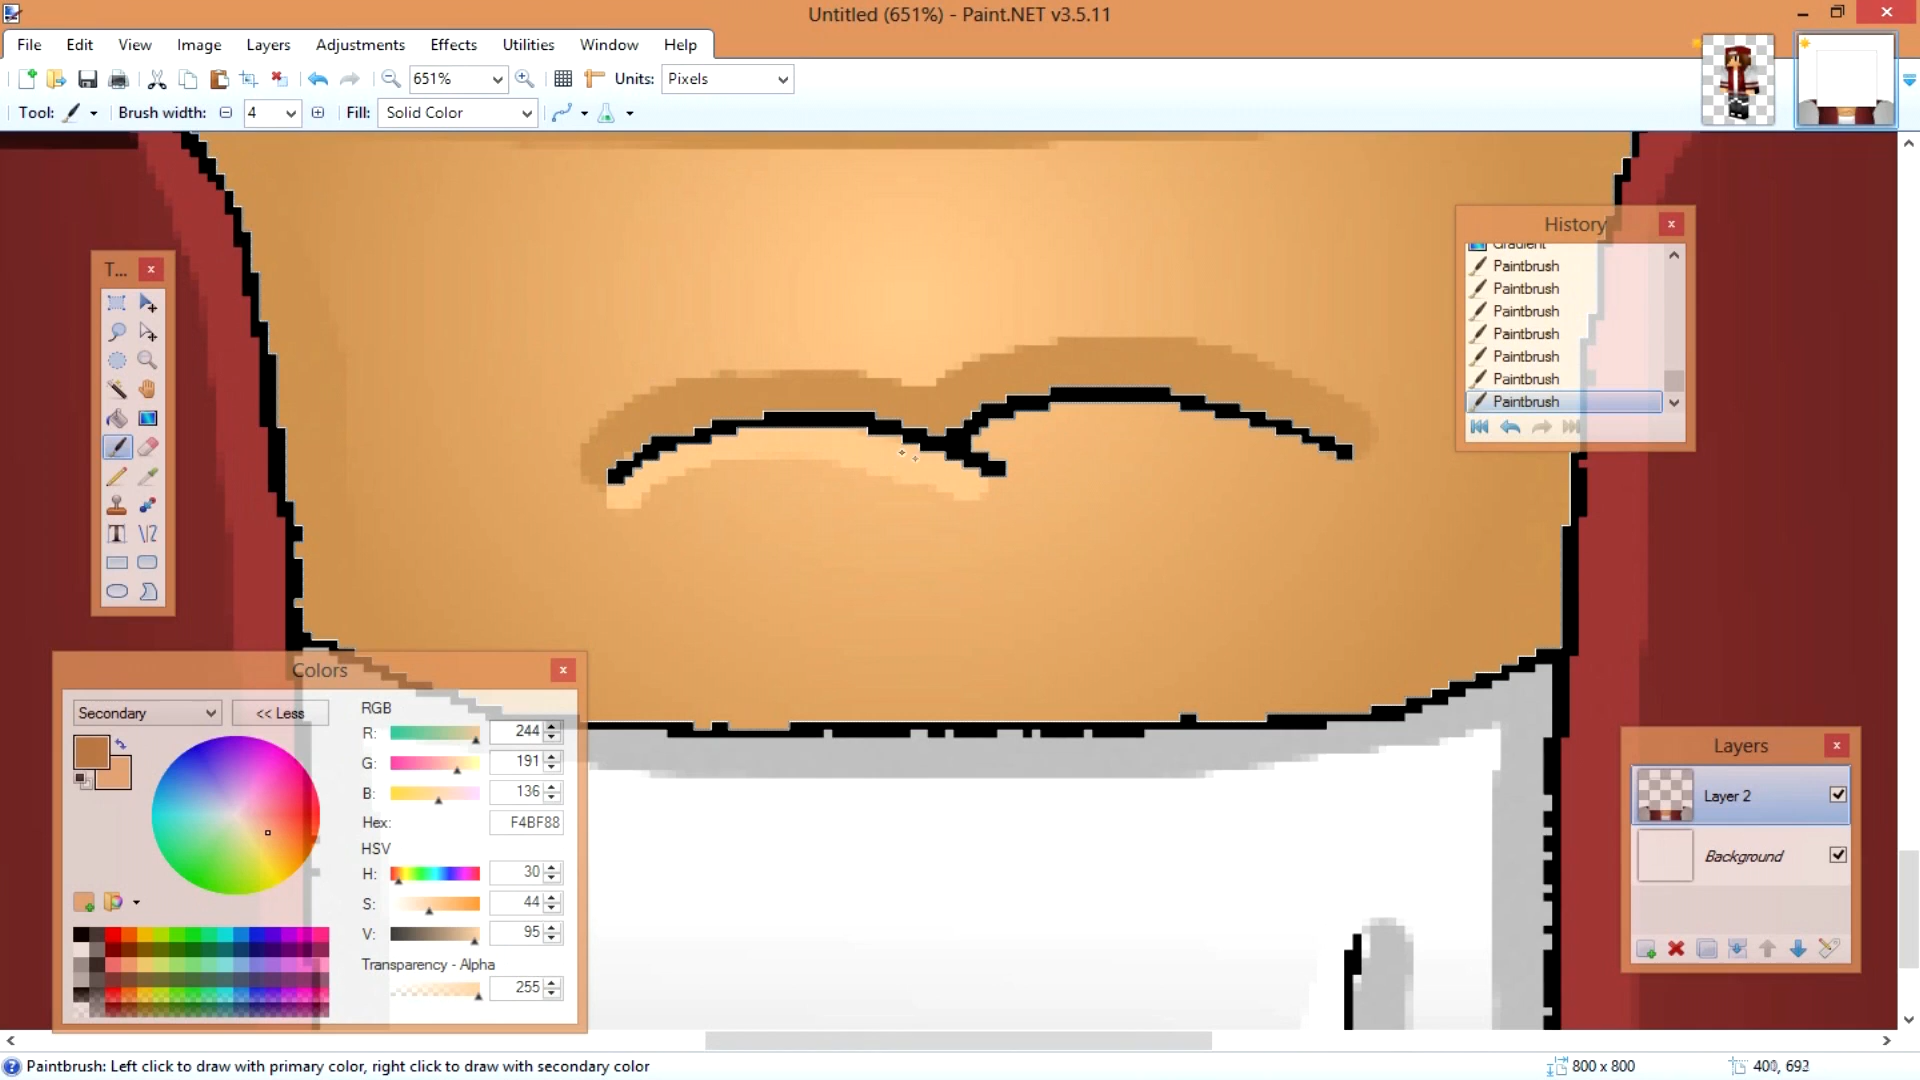 Untitled (651%) - Paint.NET v3.5.11
File Edit View Image Layers Adjustments Effects Utilities Window Help
651% Units: Pixels
Tool: Brush width: 4 Fill: Solid Color
T...
History
Gradient
Paintbrush
Paintbrush
Paintbrush
Paintbrush
Paintbrush
Paintbrush
Paintbrush
Colors
Secondary << Less
RGB
R: 244
G: 191
B: 136
Hex: F4BF88
HSV
H: 30
S: 44
V: 95
Transparency - Alpha
255
Layers
Layer 2
Background
Paintbrush: Left click to draw with primary color, right click to draw with secondary color
800 x 800
400, 692